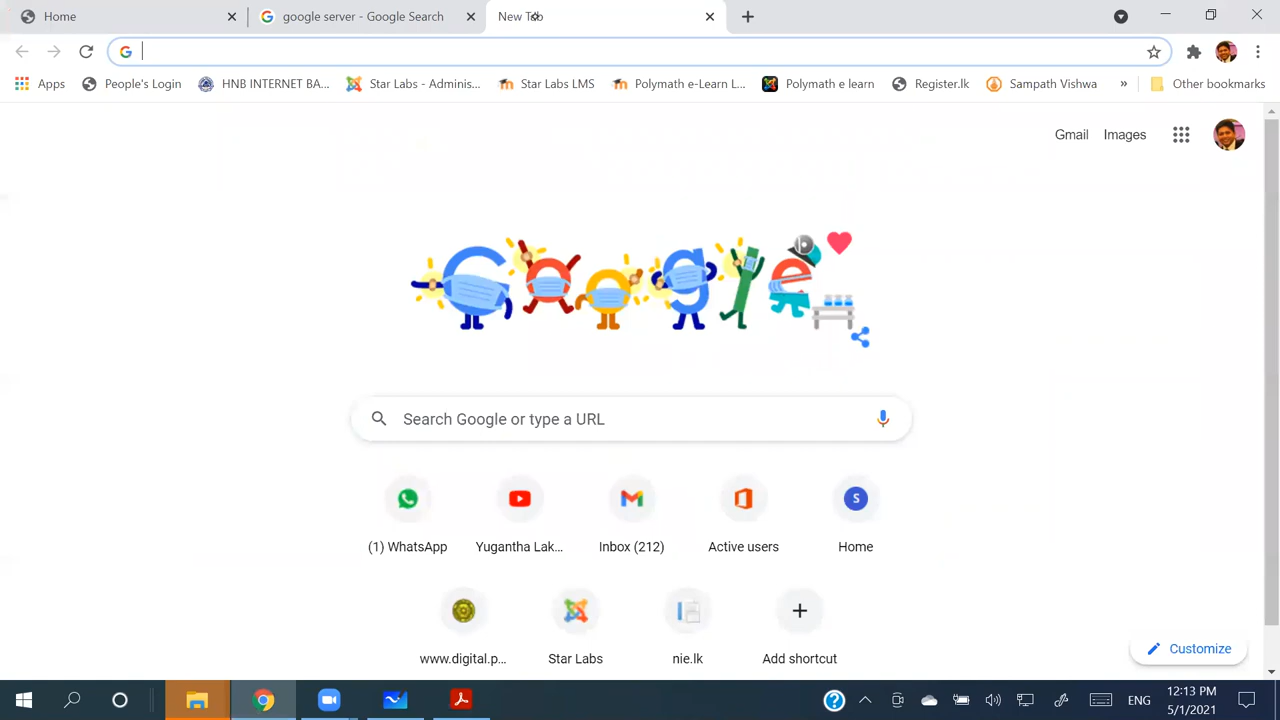 Home
google server - Google Search
New Tab
Apps
People's Login
HNB INTERNET BA...
Star Labs - Adminis...
Star Labs LMS
Polymath e-Learn L...
Polymath e learn
Register.lk
Sampath Vishwa
»
Other bookmarks
Gmail
Images
Google
Search Google or type a URL
(1) WhatsApp
Yugantha Lak...
Inbox (212)
Active users
S
Home
www.digital.p...
Star Labs
nie.lk
Add shortcut
Customize
ENG
12:13 PM
5/1/2021